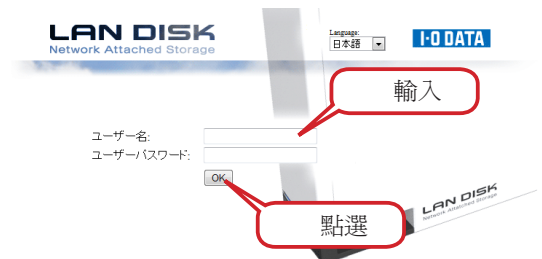 LAN DISK
Network Attached Storage
Language:
日本語
I-O DATA
輸入
ユーザー名:
ユーザーパスワード:
OK
點選
LAN DISK
Network Attatched Storage